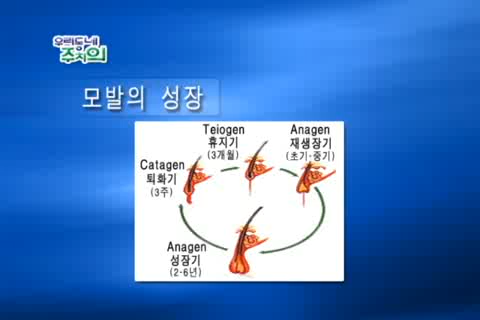 우리동네
주치의
모발의 성장
Teiogen
휴지기
(3개월)
Anagen
재생장기
(초기·중기)
Catagen
퇴화기
(3주)
Anagen
성장기
(2-6년)